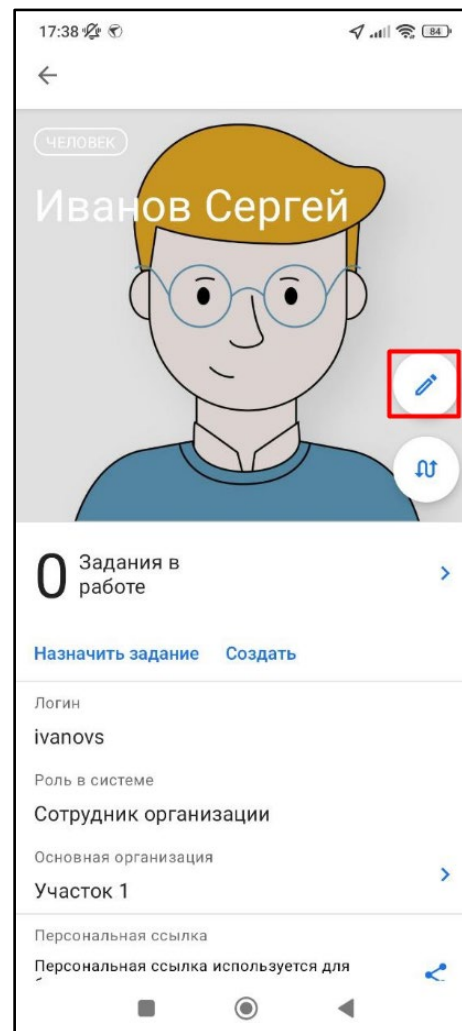 17:38
84
ЧЕЛОВЕК
Иванов Сергей
0 Задания в
работе
Назначить задание Создать
Логин
ivanovs
Роль в системе
Сотрудник организации
Основная организация
Участок 1
Персональная ссылка
Персональная ссылка используется для